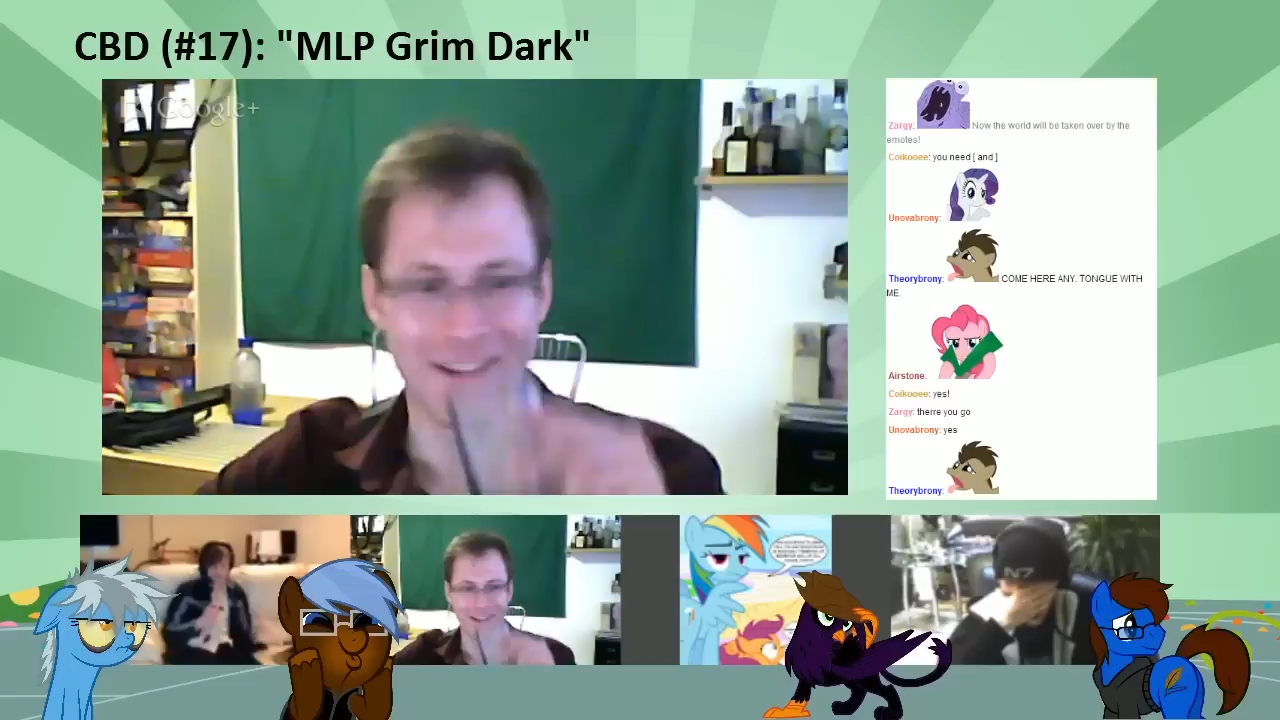 CBD (#17): "MLP Grim Dark"
Google+
Zargy: Now the world will be taken over by the
emotes!
Coikooee: you need [ and ]
Unovabrony:
Theorybrony: COME HERE ANY. TONGUE WITH
ME.
Airstone:
Coikooee: yes!
Zargy: therre you go
Unovabrony: yes
Theorybrony:
N7